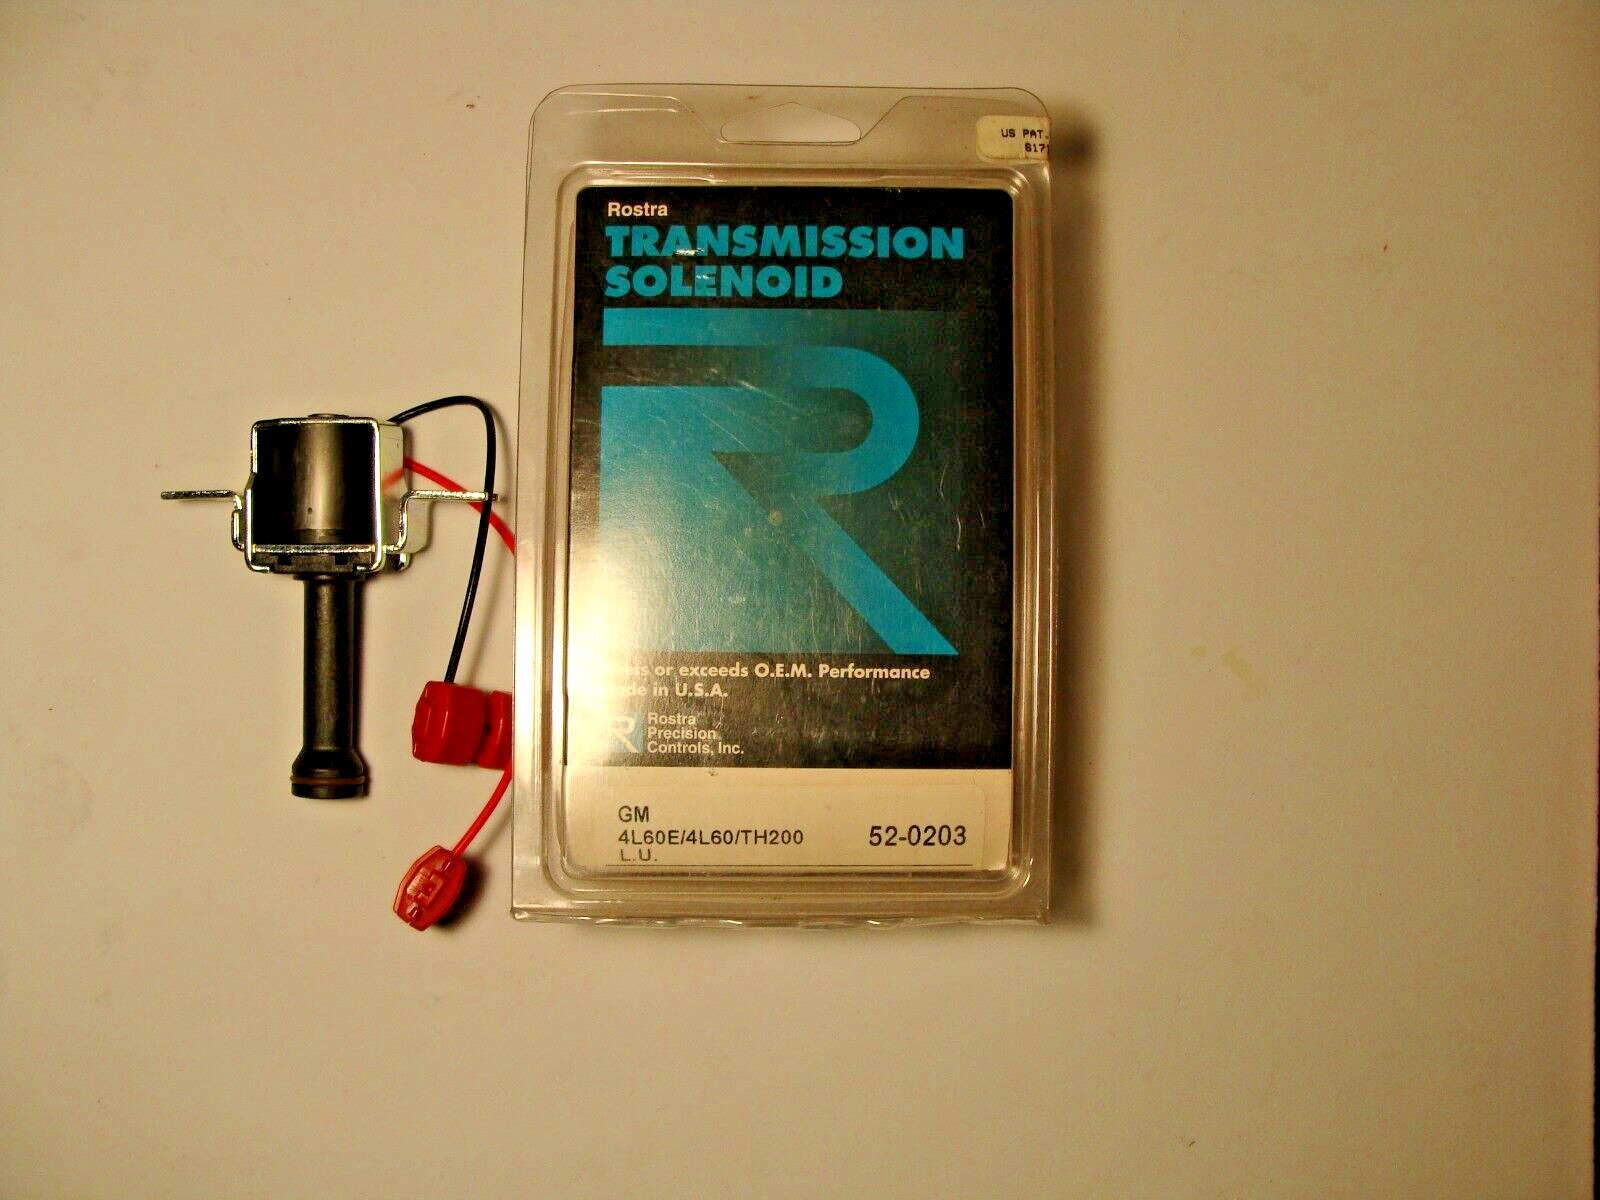 US PAT.
Rostra
TRANSMISSION
SOLENOID
or exceeds O.E.M. Performance
in U.S.A.
R
Rostra
Precision
Controls, Inc.
GM
4L60E/4L60/TH200
52-0203
L.U.